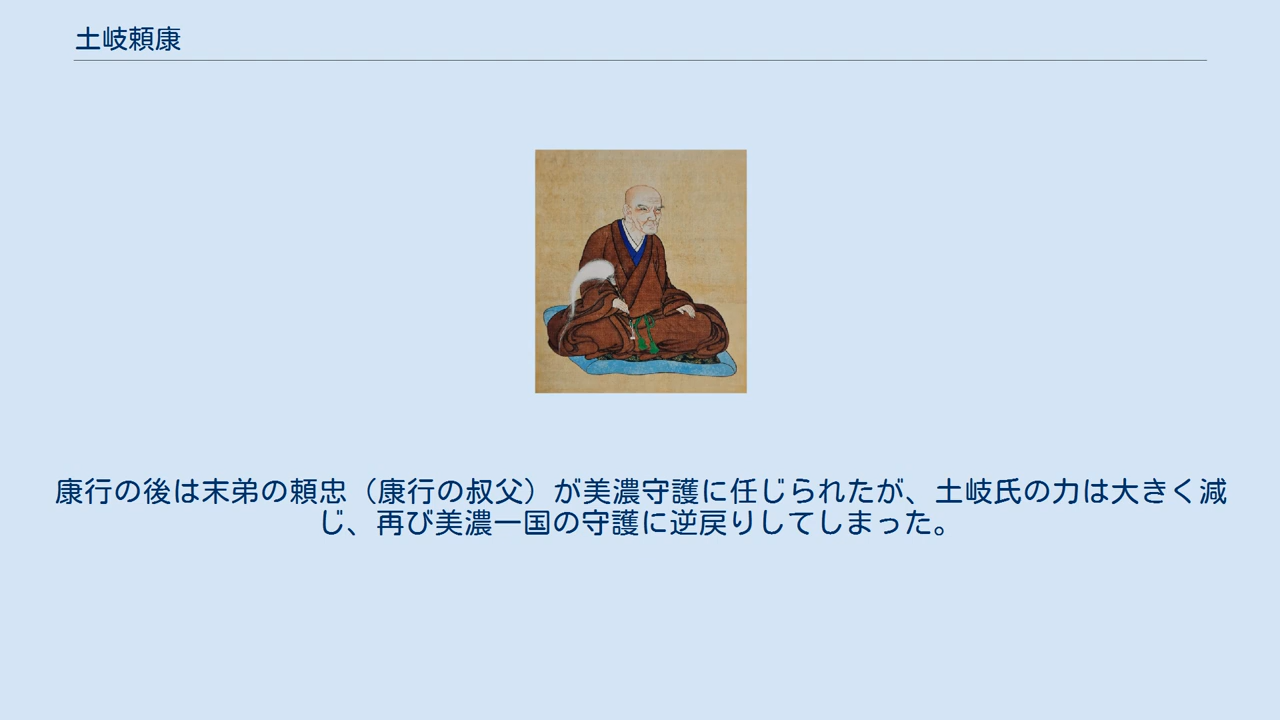 土岐頼康
康行の後は末弟の頼忠（康行の叔父）が美濃守護に任じられたが、土岐氏の力は大きく減
じ、再び美濃一国の守護に逆戻りしてしまった。